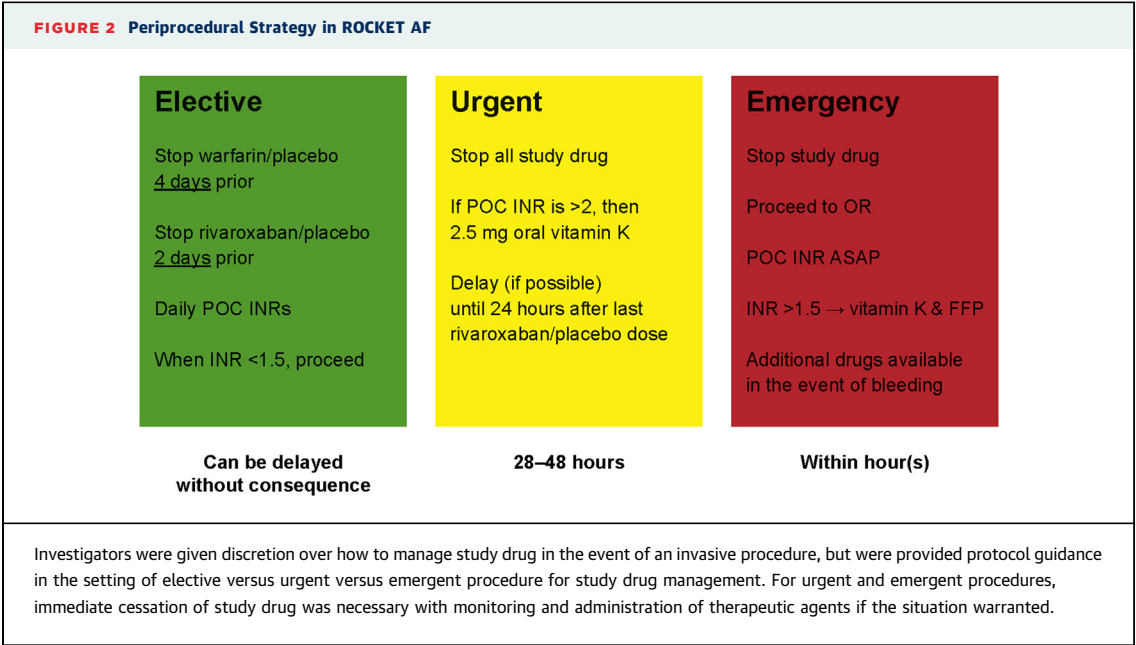 FIGURE 2 Periprocedural Strategy in ROCKET AF
Elective
Stop warfarin/placebo
4 days prior
Stop rivaroxaban/placebo
2 days prior
Daily POC INRs
When INR <1.5, proceed
Can be delayed
without consequence
Urgent
Stop all study drug
If POC INR is >2, then
2.5 mg oral vitamin K
Delay (if possible)
until 24 hours after last
rivaroxaban/placebo dose
28–48 hours
Emergency
Stop study drug
Proceed to OR
POC INR ASAP
INR >1.5 → vitamin K & FFP
Additional drugs available
in the event of bleeding
Within hour(s)
Investigators were given discretion over how to manage study drug in the event of an invasive procedure, but were provided protocol guidance
in the setting of elective versus urgent versus emergent procedure for study drug management. For urgent and emergent procedures,
immediate cessation of study drug was necessary with monitoring and administration of therapeutic agents if the situation warranted.